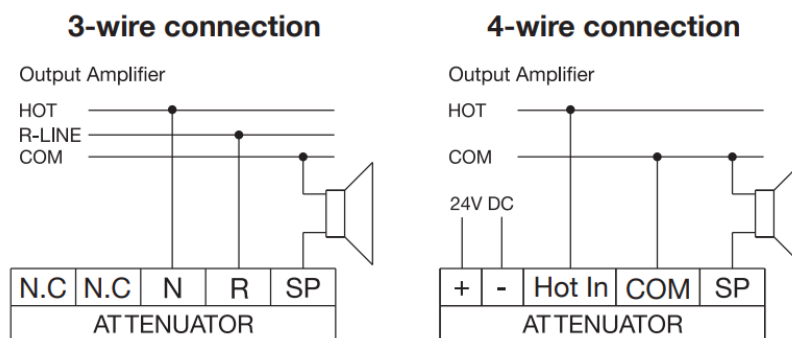 3-wire connection
Output Amplifier
HOT
R-LINE
COM
N.C N.C N R SP
ATTENUATOR
4-wire connection
Output Amplifier
HOT
COM
24V DC
+ - Hot In COM SP
ATTENUATOR